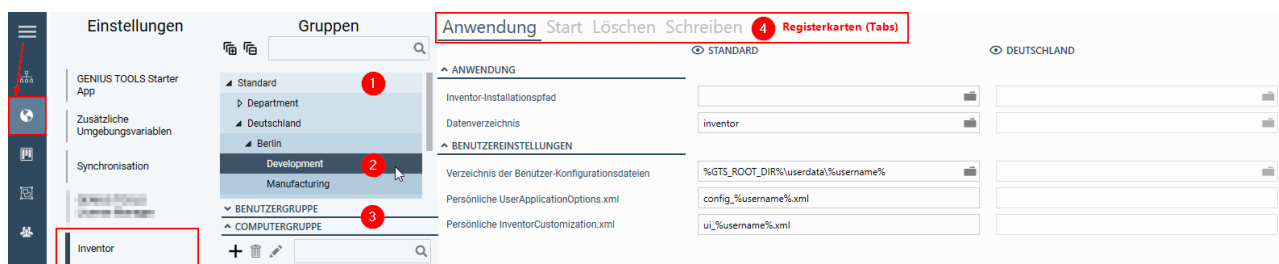 Einstellungen
GENIUS TOOLS Starter
App
Zusätzliche
Umgebungsvariablen
Synchronisation
Inventor
Gruppen
Standard
1
Department
Deutschland
Berlin
Development
2
Manufacturing
BENUTZERGRUPPE
3
COMPUTERGRUPPE
Anwendung Start Löschen Schreiben 4 Registerkarten (Tabs)
STANDARD DEUTSCHLAND
ANWENDUNG
Inventor-Installationspfad
Datenverzeichnis inventor
BENUTZEREINSTELLUNGEN
Verzeichnis der Benutzer-Konfigurationsdateien %GTS_ROOT_DIR%\userdata\%username%
Persönliche UserApplicationOptions.xml config_%username%.xml
Persönliche InventorCustomization.xml ui_%username%.xml